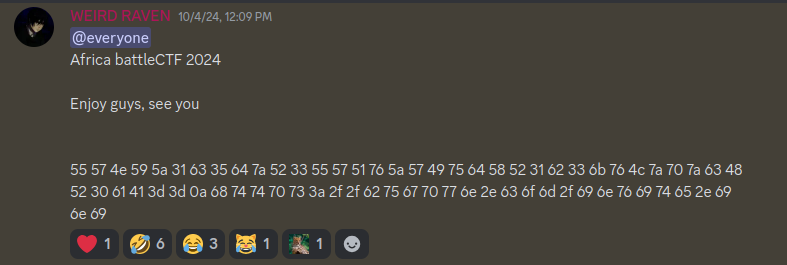 WEIRD RAVEN 10/4/24, 12:09 PM
@everyone
Africa battleCTF 2024
Enjoy guys, see you
55 57 4e 59 5a 31 63 35 64 7a 52 33 55 57 51 76 5a 57 49 75 64 58 52 31 62 33 6b 76 4c 7a 70 7a 63 48
52 30 61 41 3d 3d 0a 68 74 74 70 73 3a 2f 2f 62 75 67 70 77 6e 2e 63 6f 6d 2f 69 6e 76 69 74 65 2e 69
6e 69
1 6 3 1 1